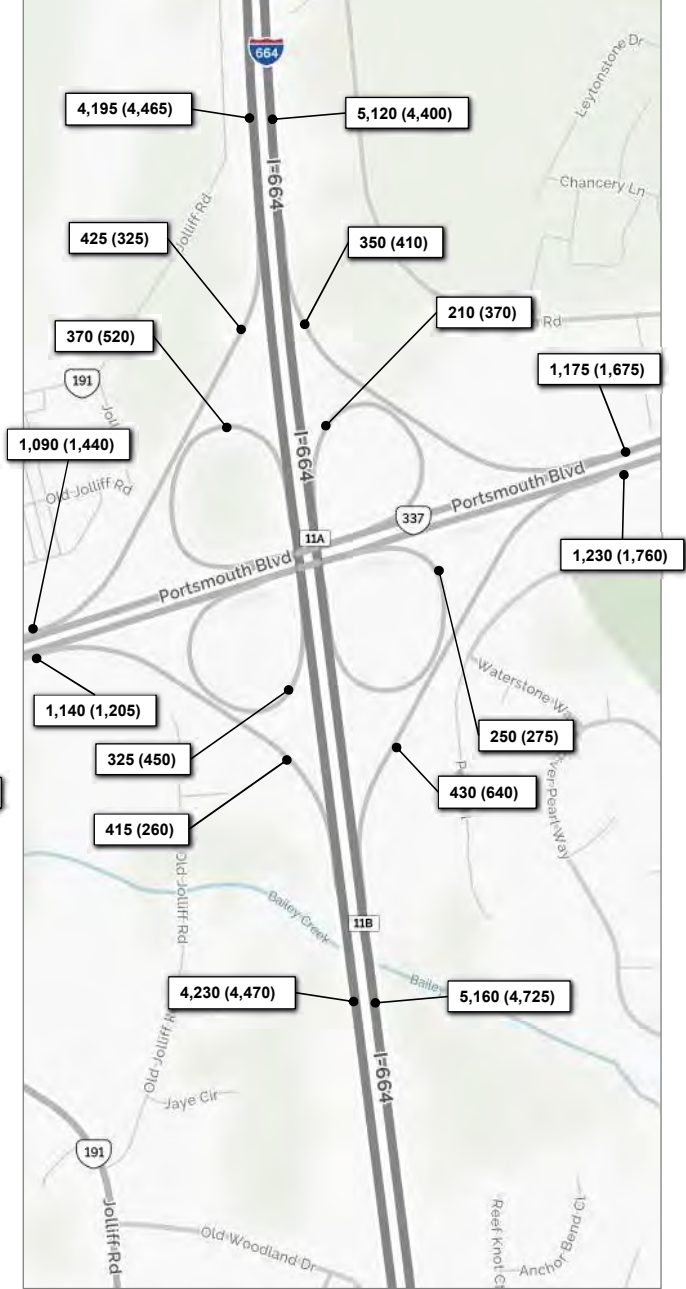 664
4,195 (4,465)
5,120 (4,400)
Leytonstone Dr
I-664
Chancery Ln
Jolliff Rd
425 (325)
350 (410)
210 (370)
Rd
370 (520)
1,175 (1,675)
191
1,090 (1,440)
I-664
Old Jolliff Rd
Portsmouth Blvd
337
11A
Portsmouth Blvd
1,230 (1,760)
Waterstone
1,140 (1,205)
250 (275)
325 (450)
430 (640)
415 (260)
Old Jolliff Rd
Bailey Creek
11B
4,230 (4,470)
5,160 (4,725)
I-664
Old Jolliff
Jaye Cir
191
Jolliff Rd
Old Woodland Dr
Reef Knot Ct
Anchor Bend Ct